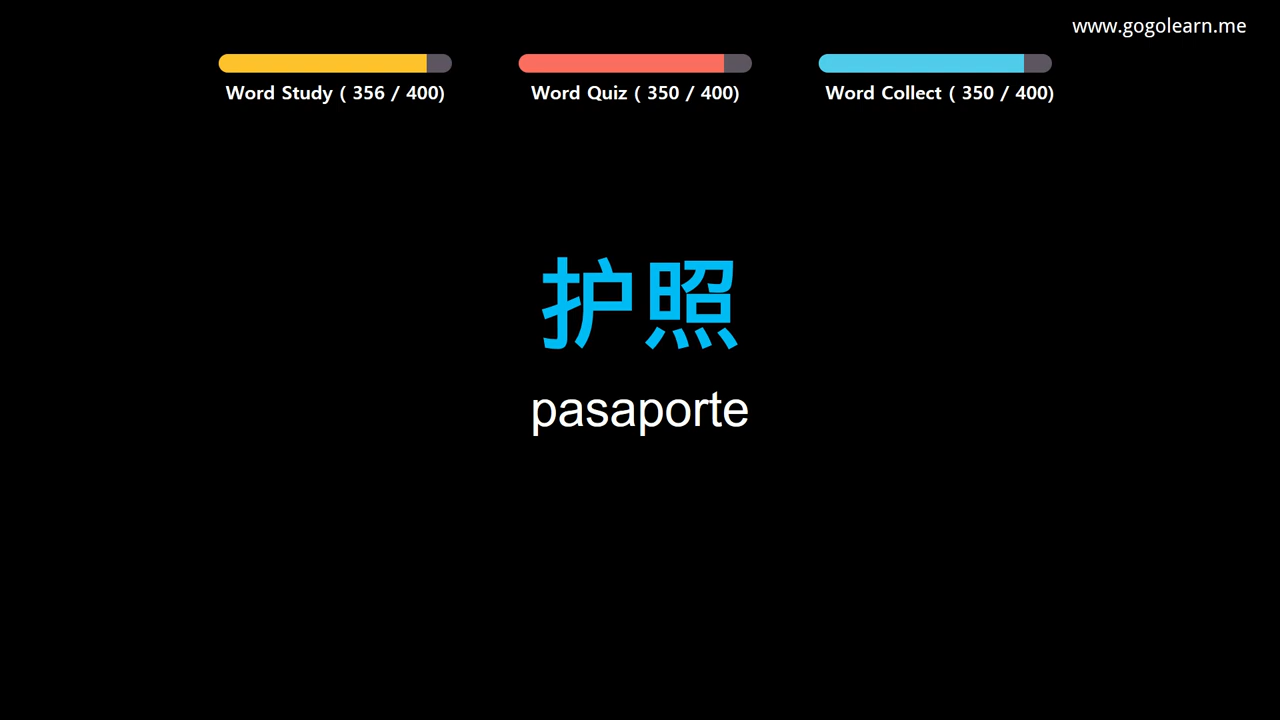 www.gogolearn.me
Word Study ( 356 / 400)
Word Quiz ( 350 / 400)
Word Collect ( 350 / 400)
护照
pasaporte